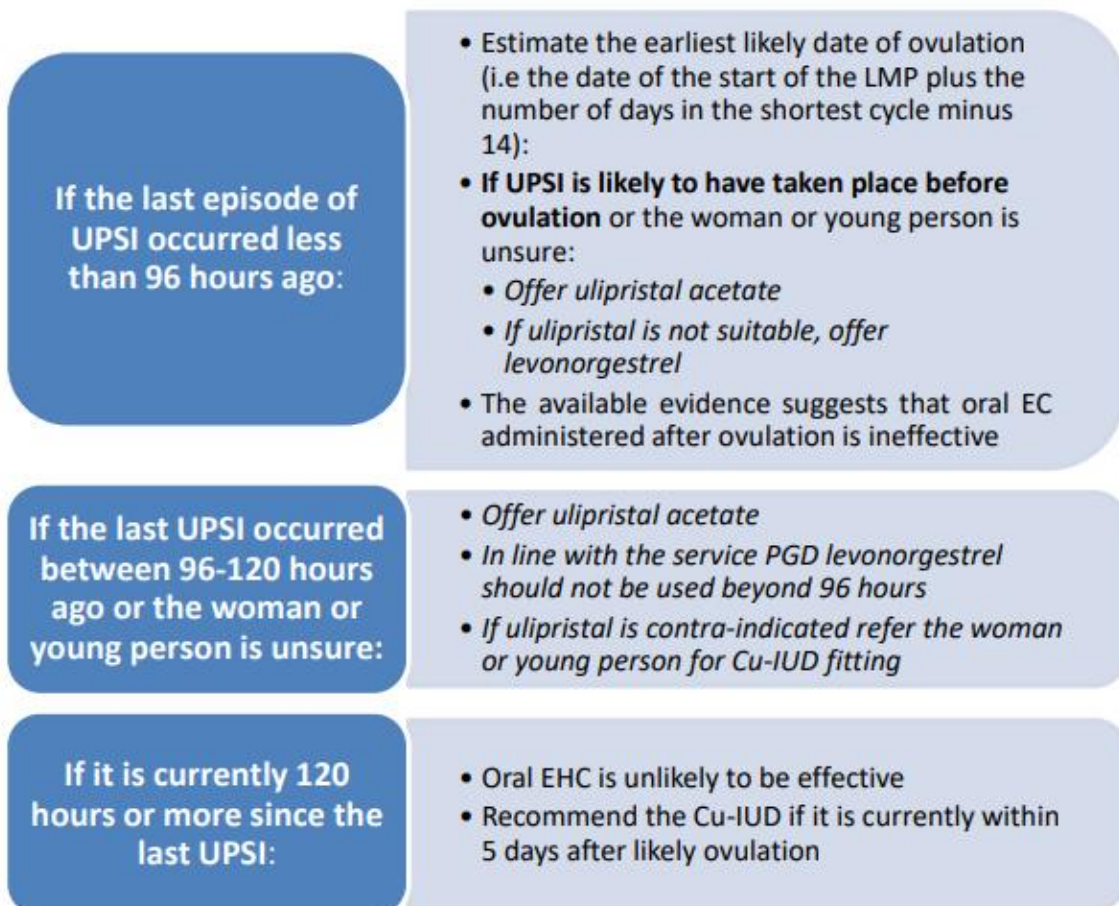 If the last episode of
UPSI occurred less
than 96 hours ago:
• Estimate the earliest likely date of ovulation
(i.e the date of the start of the LMP plus the
number of days in the shortest cycle minus
14):
• If UPSI is likely to have taken place before
ovulation or the woman or young person is
unsure:
• Offer ulipristal acetate
• If ulipristal is not suitable, offer
levonorgestrel
• The available evidence suggests that oral EC
administered after ovulation is ineffective
If the last UPSI occurred
between 96-120 hours
ago or the woman or
young person is unsure:
• Offer ulipristal acetate
• In line with the service PGD levonorgestrel
should not be used beyond 96 hours
• If ulipristal is contra-indicated refer the woman
or young person for Cu-IUD fitting
If it is currently 120
hours or more since the
last UPSI:
• Oral EHC is unlikely to be effective
• Recommend the Cu-IUD if it is currently within
5 days after likely ovulation